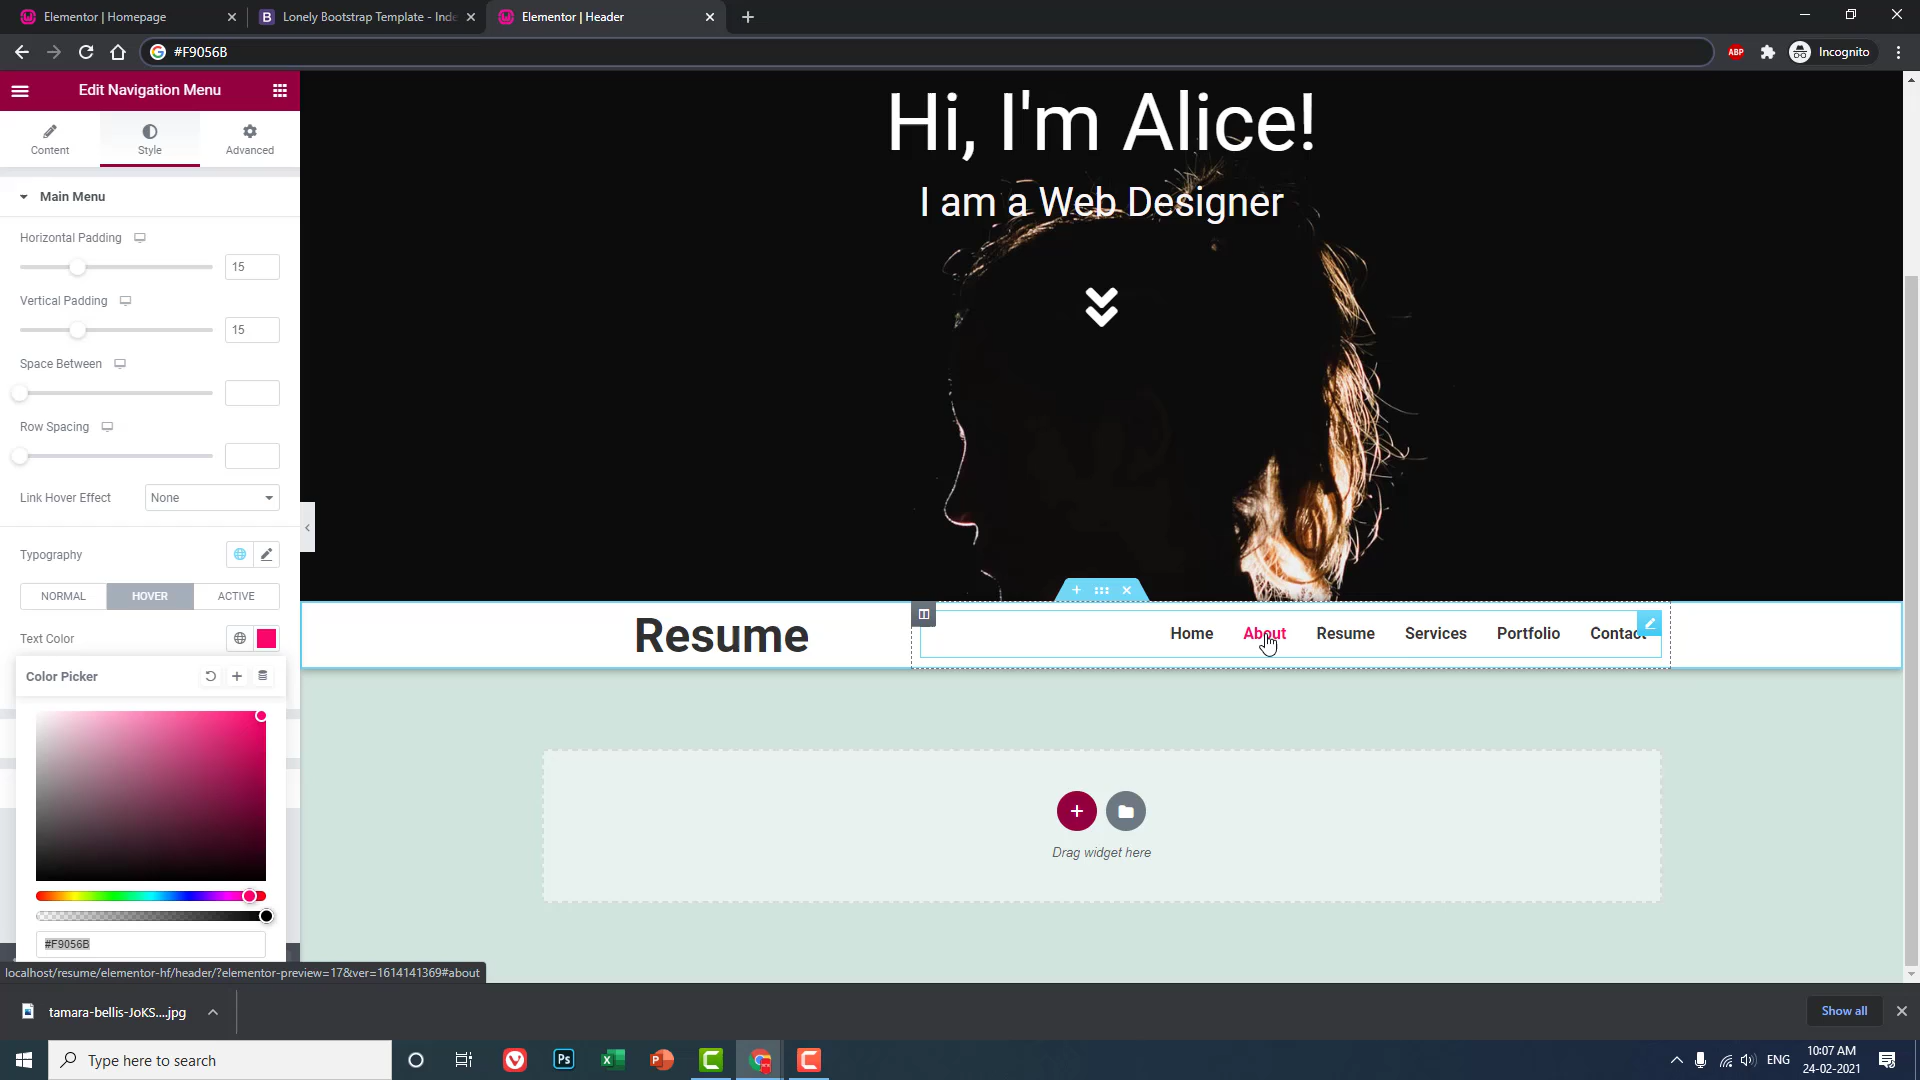 Elementor | Homepage
Lonely Bootstrap Template - Inde
Elementor | Header
#F9056B
ABP
Incognito
Edit Navigation Menu
Content
Style
Advanced
Main Menu
Horizontal Padding
15
Vertical Padding
15
Space Between
Row Spacing
Link Hover Effect
None
Typography
NORMAL
HOVER
ACTIVE
Text Color
Color Picker
#F9056B
Hi, I'm Alice!
I am a Web Designer
Resume
Home
About
Resume
Services
Portfolio
Contact
Drag widget here
localhost/resume/elementor-hf/header/?elementor-preview=17&ver=1614141369#about
tamara-bellis-JoKS....jpg
Show all
Type here to search
Ps
ENG
10:07 AM
24-02-2021